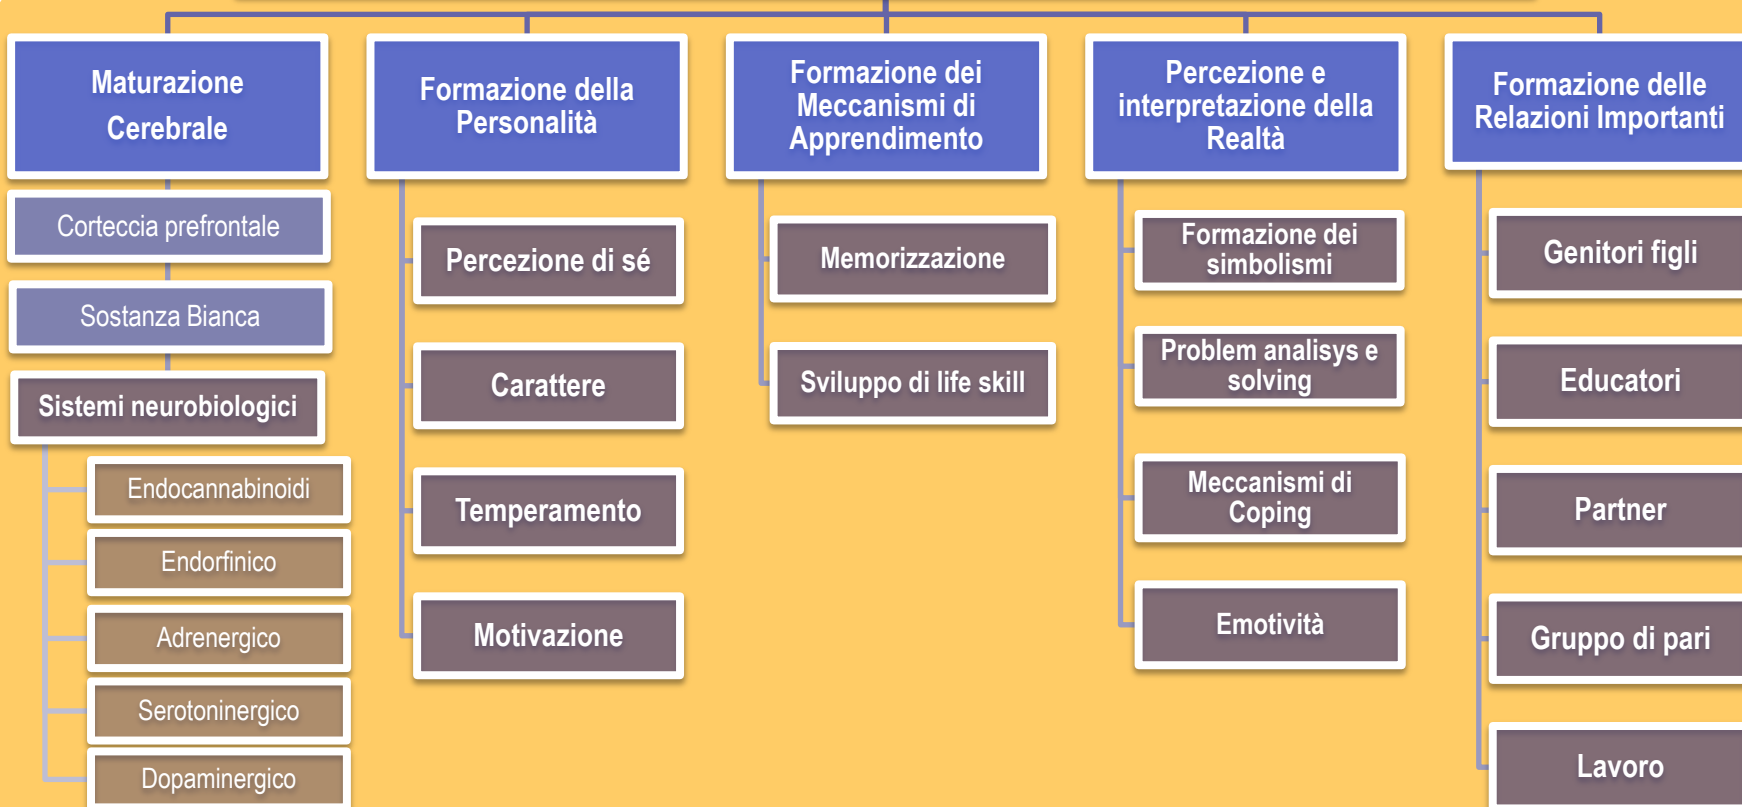 Maturazione
Cerebrale
Corteccia prefrontale
Sostanza Bianca
Sistemi neurobiologici
Endocannabinoidi
Endorfinico
Adrenergico
Serotoninergico
Dopaminergico
Formazione della
Personalità
Percezione di sé
Carattere
Temperamento
Motivazione
Formazione dei
Meccanismi di
Apprendimento
Memorizzazione
Sviluppo di life skill
Percezione e
interpretazione della
Realtà
Formazione dei
simbolismi
Problem analisys e
solving
Meccanismi di
Coping
Emotività
Formazione delle
Relazioni Importanti
Genitori figli
Educatori
Partner
Gruppo di pari
Lavoro